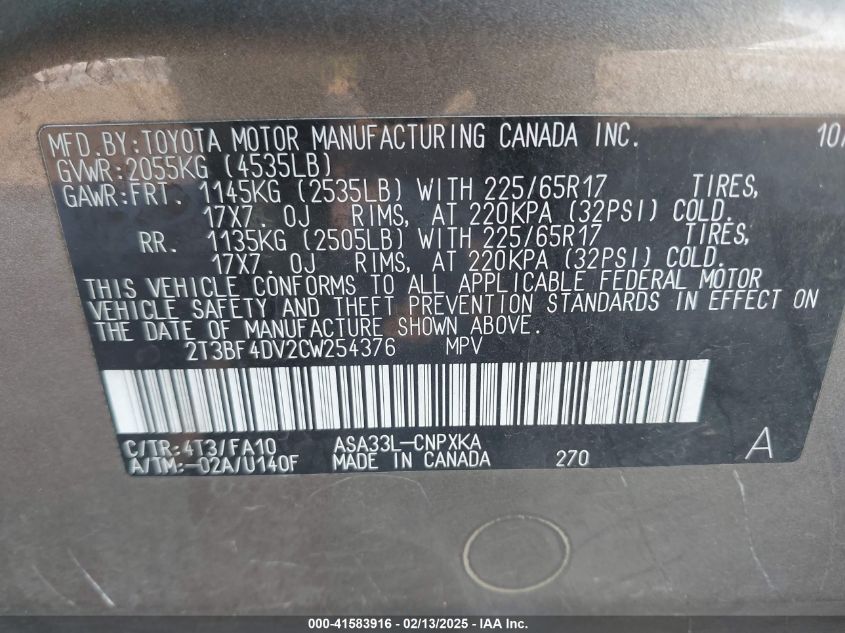 MFD.BY:TOYOTA MOTOR MANUFACTURING CANADA INC. 10/
GVWR:2055KG (4535LB)
GAWR:FRT. 1145KG (2535LB) WITH 225/65R17 TIRES,
17X7.0J RIMS, AT 220KPA (32PSI) COLD.
RR. 1135KG (2505LB) WITH 225/65R17 TIRES,
17X7.0J RIMS, AT 220KPA (32PSI) COLD.
THIS VEHICLE CONFORMS TO ALL APPLICABLE FEDERAL MOTOR
VEHICLE SAFETY AND THEFT PREVENTION STANDARDS IN EFFECT ON
THE DATE OF MANUFACTURE SHOWN ABOVE.
2T3BF4DV2CW254376 MPV
C/TR:4T3/FA10 ASA33L-CNPXKA A
A/TM:-02A/U140F MADE IN CANADA 270
000-41583916 - 02/13/2025 - IAA Inc.